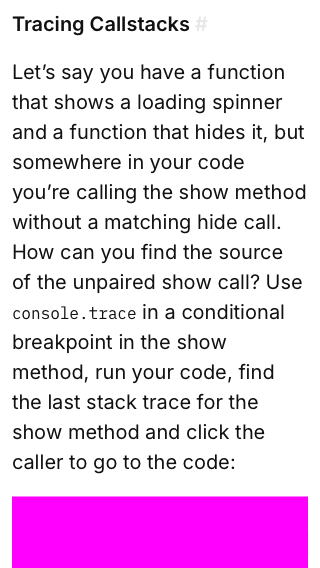 Tracing Callstacks #
Let’s say you have a function
that shows a loading spinner
and a function that hides it, but
somewhere in your code
you’re calling the show method
without a matching hide call.
How can you find the source
of the unpaired show call? Use
console.trace in a conditional
breakpoint in the show
method, run your code, find
the last stack trace for the
show method and click the
caller to go to the code: